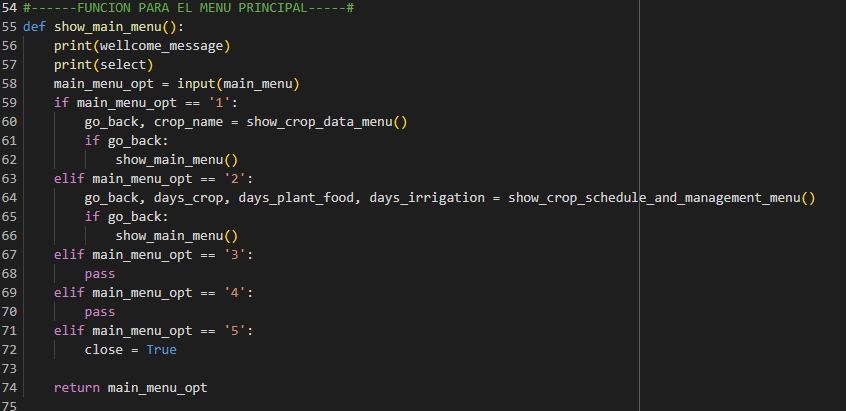 54 #------FUNCION PARA EL MENU PRINCIPAL-----#
55 def show_main_menu():
56     print(wellcome_message)
57     print(select)
58     main_menu_opt = input(main_menu)
59     if main_menu_opt == '1':
60         go_back, crop_name = show_crop_data_menu()
61         if go_back:
62             show_main_menu()
63     elif main_menu_opt == '2':
64         go_back, days_crop, days_plant_food, days_irrigation = show_crop_schedule_and_management_menu()
65         if go_back:
66             show_main_menu()
67     elif main_menu_opt == '3':
68         pass
69     elif main_menu_opt == '4':
70         pass
71     elif main_menu_opt == '5':
72         close = True
73
74     return main_menu_opt
75